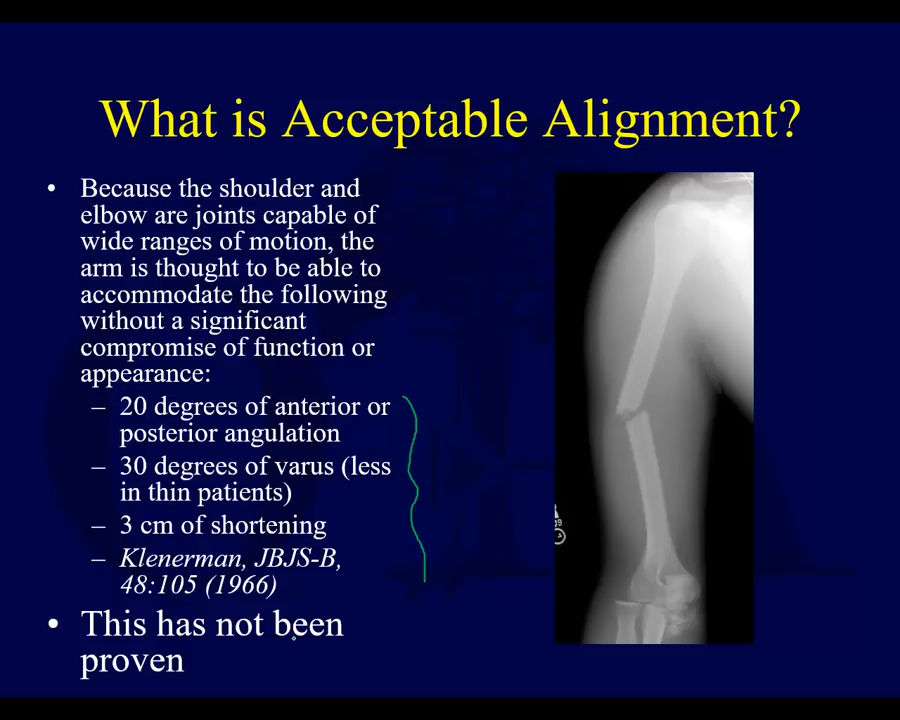 What is Acceptable Alignment?
• Because the shoulder and
elbow are joints capable of
wide ranges of motion, the
arm is thought to be able to
accommodate the following
without a significant
compromise of function or
appearance:
– 20 degrees of anterior or
posterior angulation
– 30 degrees of varus (less
in thin patients)
– 3 cm of shortening
– Klenerman, JBJS-B,
48:105 (1966)
• This has not been
proven